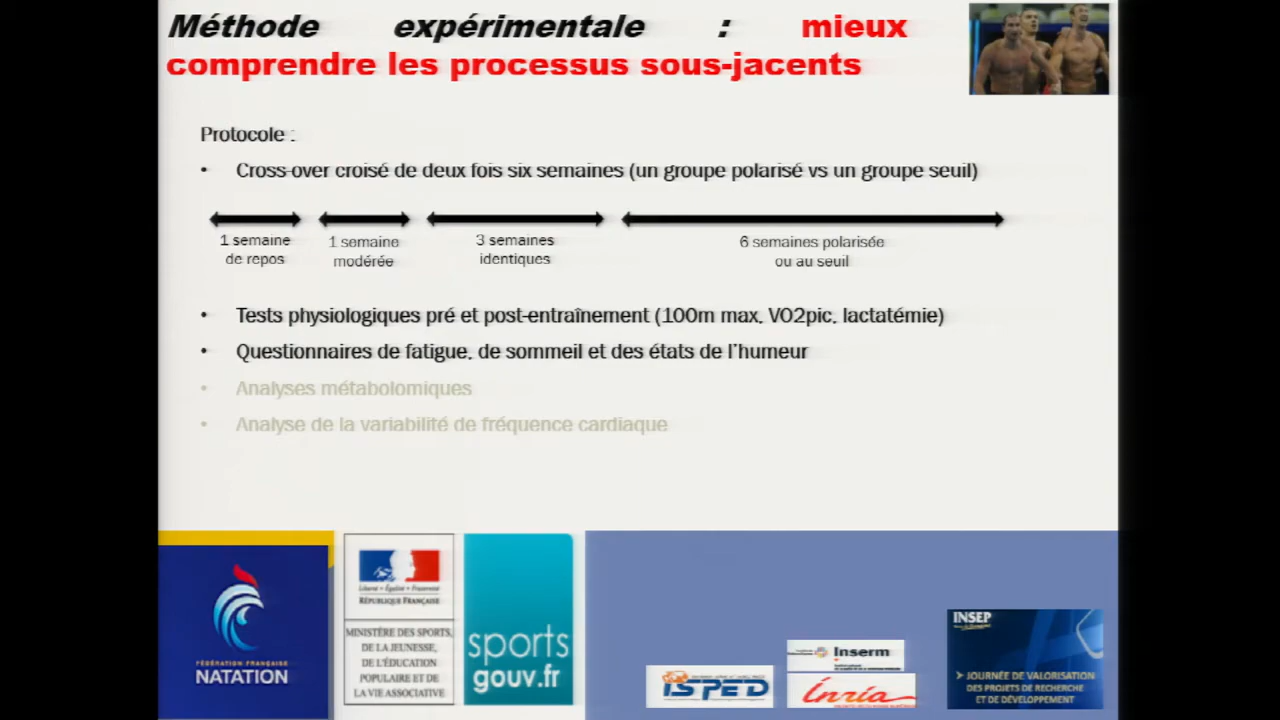 Méthode expérimentale : mieux
comprendre les processus sous-jacents
Protocole :
• Cross-over croisé de deux fois six semaines (un groupe polarisé vs un groupe seuil)
1 semaine
de repos
1 semaine
modérée
3 semaines
identiques
6 semaines polarisée
ou au seuil
• Tests physiologiques pré et post-entraînement (100m max, VO2pic, lactatémie)
• Questionnaires de fatigue, de sommeil et des états de l'humeur
• Analyses métabolomiques
• Analyse de la variabilité de fréquence cardiaque
FÉDÉRATION FRANÇAISE
NATATION
Liberté • Égalité • Fraternité
RÉPUBLIQUE FRANÇAISE
MINISTÈRE DES SPORTS,
DE LA JEUNESSE,
DE L'ÉDUCATION
POPULAIRE ET DE
LA VIE ASSOCIATIVE
sports
gouv.fr
ISPED
Inserm
Inria
INSEP
➤ JOURNÉE DE VALORISATION
DES PROJETS DE RECHERCHE
ET DE DÉVELOPPEMENT